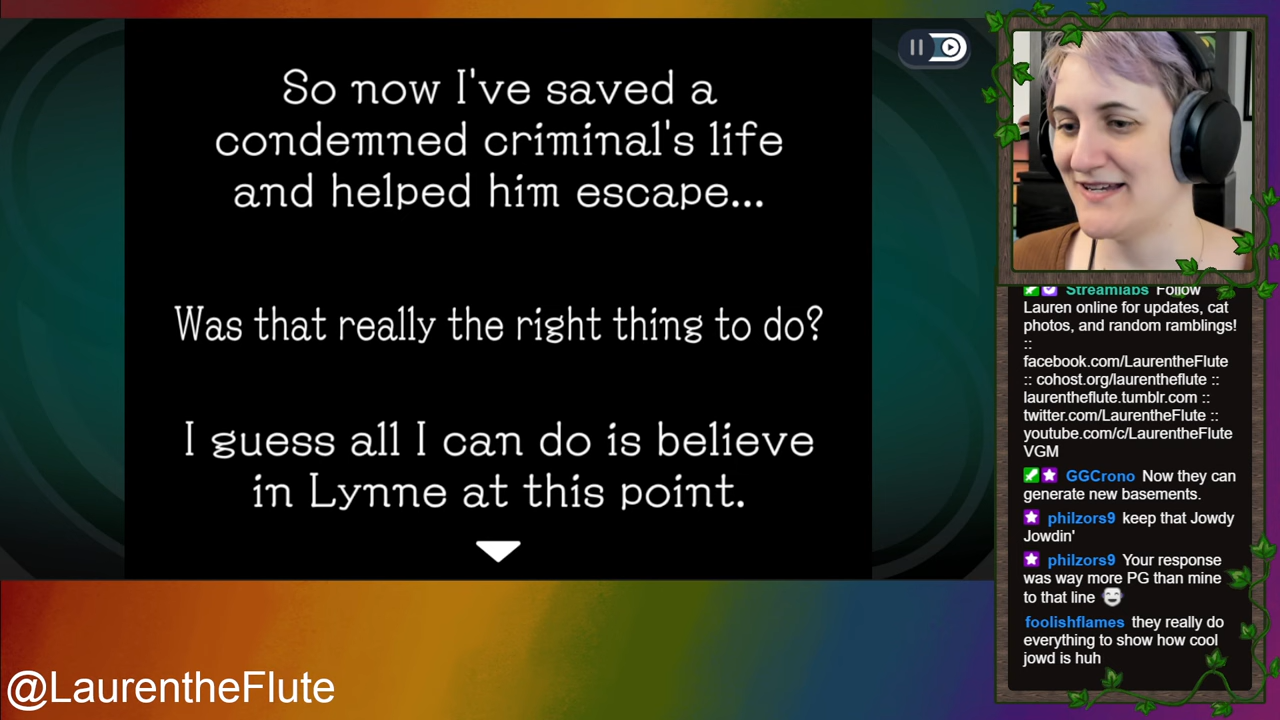 So now I've saved a
condemned criminal's life
and helped him escape...
Was that really the right thing to do?
I guess all I can do is believe
in Lynne at this point.
Streamlabs Follow
Lauren online for updates, cat
photos, and random ramblings!
::
facebook.com/LaurentheFlute
:: cohost.org/laurentheflute ::
laurentheflute.tumblr.com ::
twitter.com/LaurentheFlute ::
youtube.com/c/LaurentheFlute
VGM
GGCrono Now they can
generate new basements.
philzors9 keep that Jowdy
Jowdin'
philzors9 Your response
was way more PG than mine
to that line
foolishflames they really do
everything to show how cool
jowd is huh
@LaurentheFlute